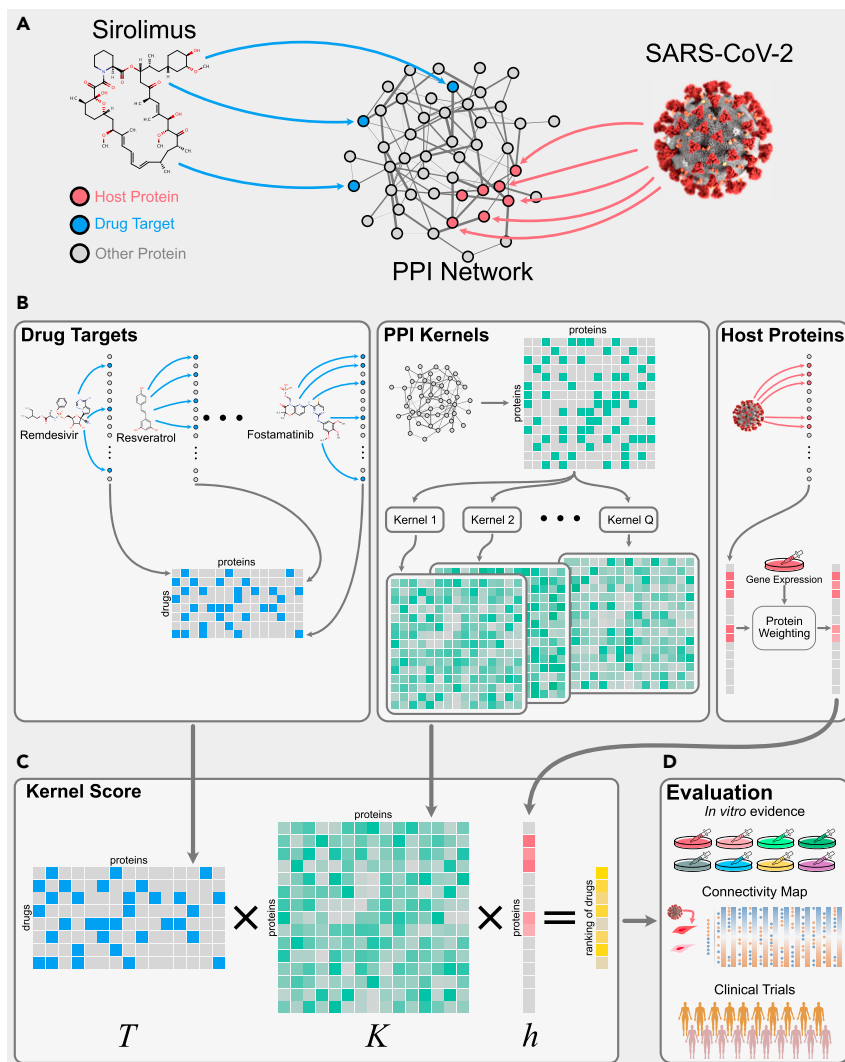 A
Sirolimus
SARS-CoV-2
Host Protein
Drug Target
Other Protein
PPI Network
B
Drug Targets
Remdesivir
Resveratrol
Fostamatinib
proteins
drugs
PPI Kernels
proteins
proteins
Kernel 1
Kernel 2
Kernel Q
Host Proteins
Gene Expression
Protein
Weighting
C
Kernel Score
proteins
drugs
T
×
proteins
proteins
K
×
proteins
h
=
ranking of drugs
D
Evaluation
In vitro evidence
Connectivity Map
Clinical Trials